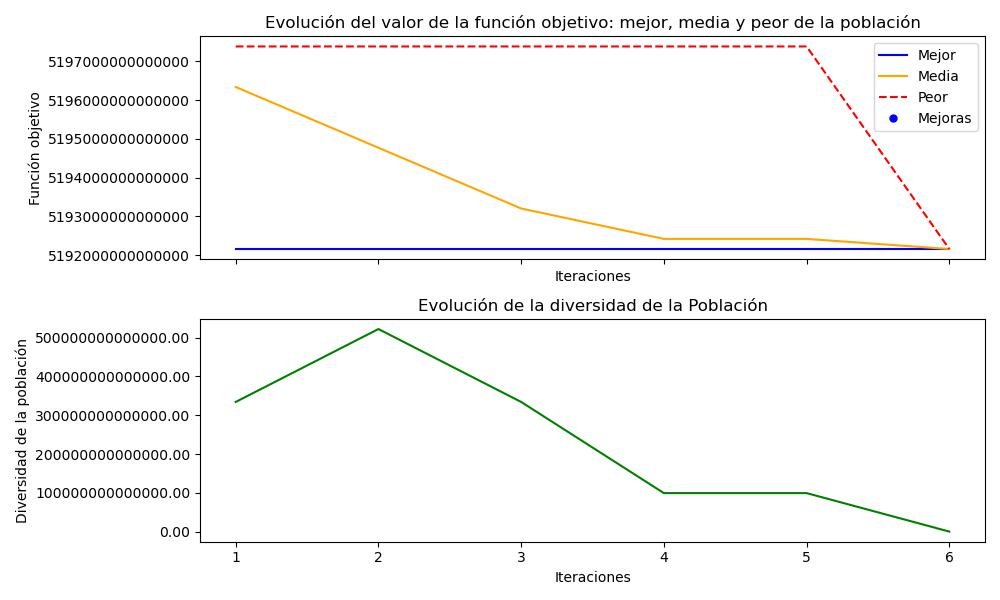 Evolución del valor de la función objetivo: mejor, media y peor de la población
Función objetivo
5197000000000000
5196000000000000
5195000000000000
5194000000000000
5193000000000000
5192000000000000
Mejor
Media
Peor
Mejoras
Iteraciones
Evolución de la diversidad de la Población
Diversidad de la población
500000000000000.00
400000000000000.00
300000000000000.00
200000000000000.00
100000000000000.00
0.00
1 2 3 4 5 6
Iteraciones